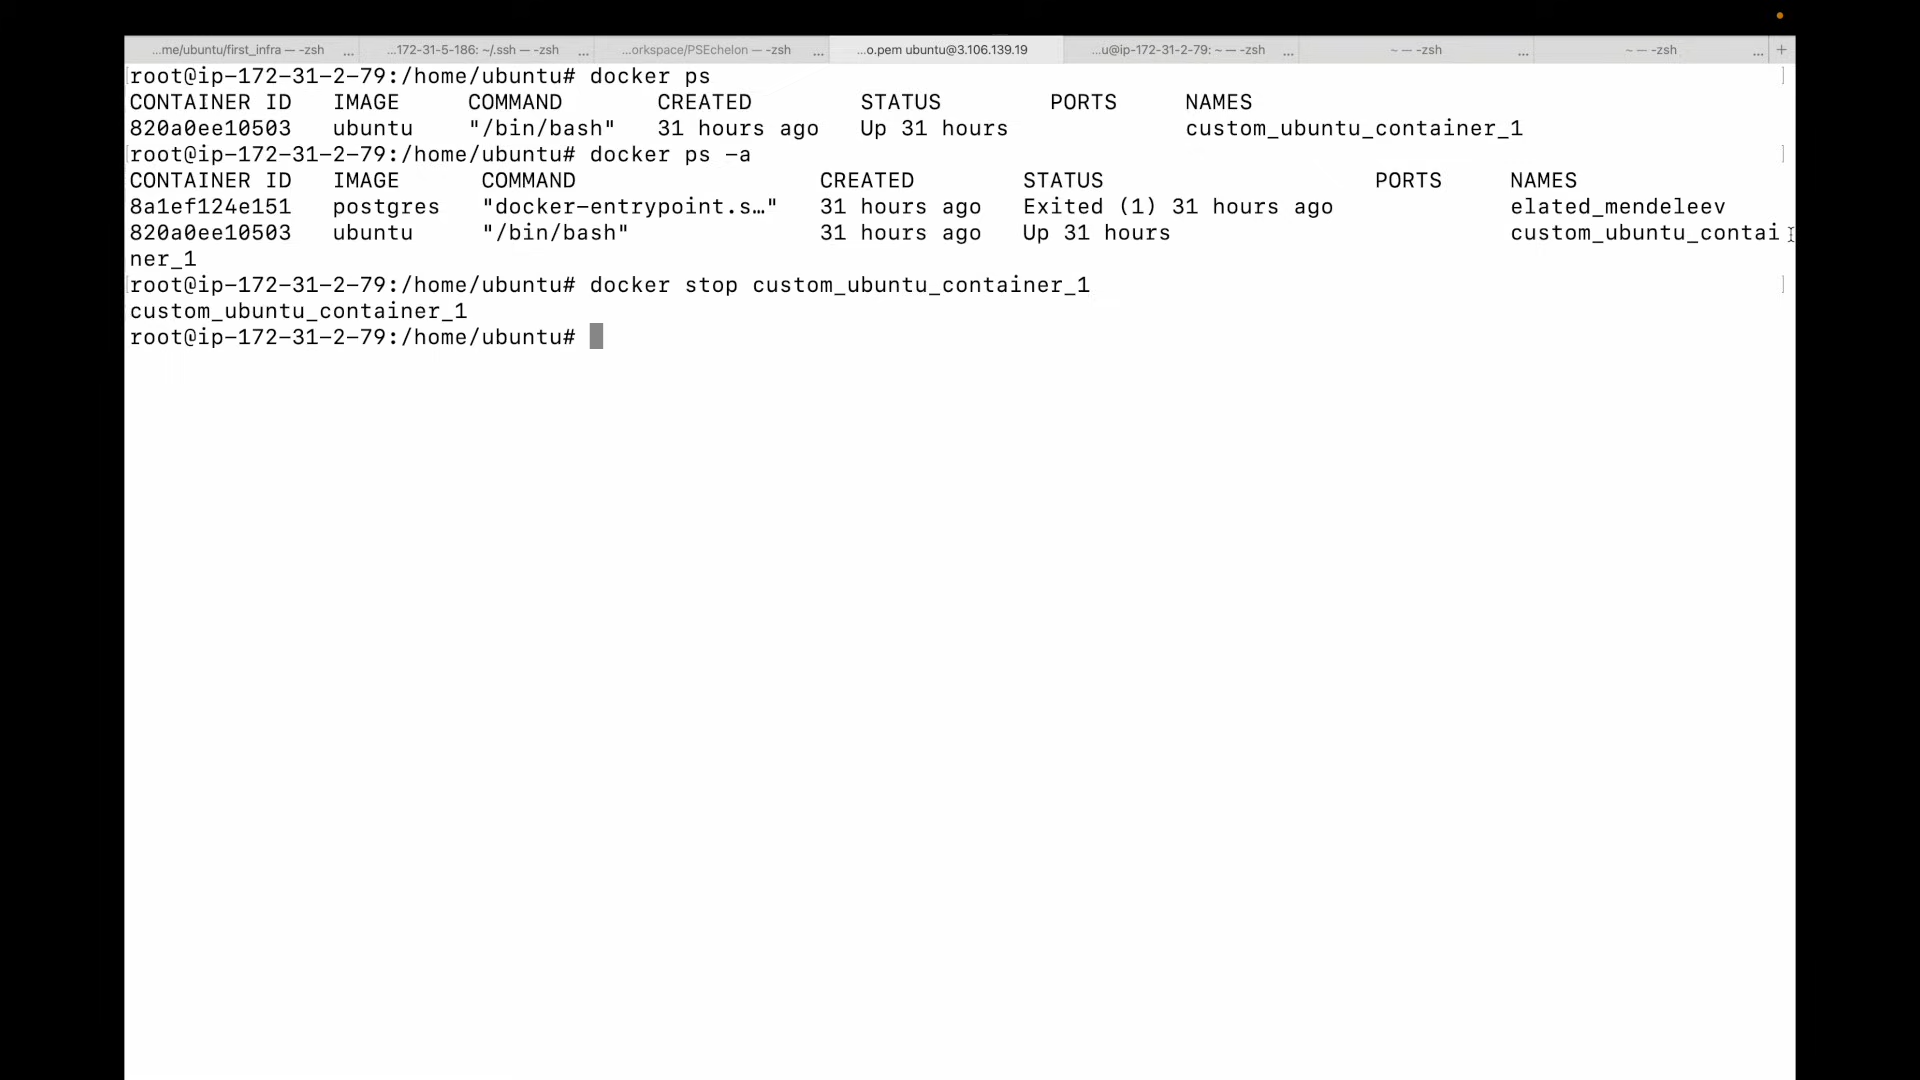 ...me/ubuntu/first_infra — -zsh ... ...172-31-5-186: ~/.ssh — -zsh ... ...orkspace/PSEchelon — -zsh ... ...o.pem ubuntu@3.106.139.19 ...u@ip-172-31-2-79: ~ — -zsh ... ~ — -zsh ... ~ — -zsh ... +
root@ip-172-31-2-79:/home/ubuntu# docker ps
CONTAINER ID IMAGE COMMAND CREATED STATUS PORTS NAMES
820a0ee10503 ubuntu "/bin/bash" 31 hours ago Up 31 hours custom_ubuntu_container_1
root@ip-172-31-2-79:/home/ubuntu# docker ps -a
CONTAINER ID IMAGE COMMAND CREATED STATUS PORTS NAMES
8a1ef124e151 postgres "docker-entrypoint.s…" 31 hours ago Exited (1) 31 hours ago elated_mendeleev
820a0ee10503 ubuntu "/bin/bash" 31 hours ago Up 31 hours custom_ubuntu_contai
ner_1
root@ip-172-31-2-79:/home/ubuntu# docker stop custom_ubuntu_container_1
custom_ubuntu_container_1
root@ip-172-31-2-79:/home/ubuntu#